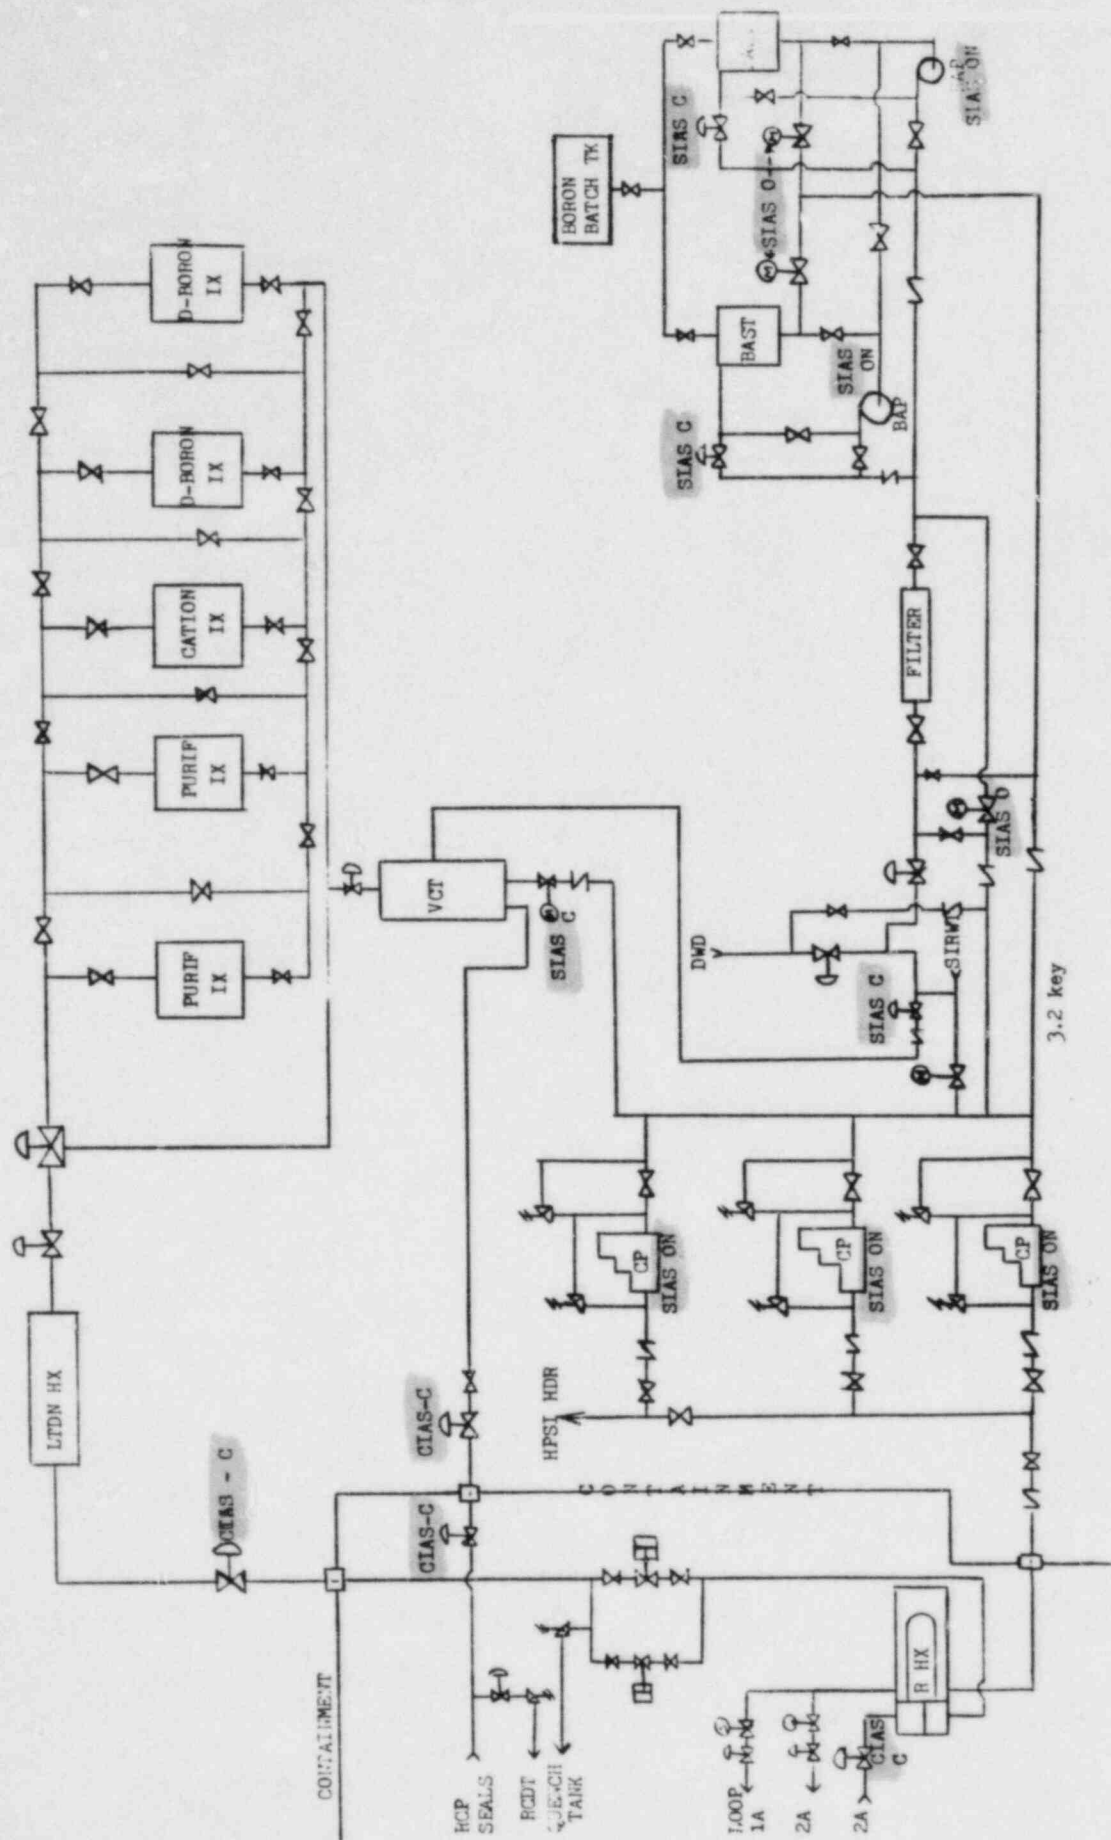 D-BORON
IX
D-BORON
IX
CATION
IX
PURIF
IX
PURIF
IX
LTDN HX
CIAS - C
CONTAINMENT
CIAS-C
CIAS-C
CONTAINMENT
RCP
SEALS
RCDT
QUENCH
TANK
LOOP
1A
2A
2A
CIAS
C
R HX
HPSI HDR
CP
SIAS ON
CP
SIAS ON
CP
SIAS ON
VCT
M
SIAS C
DWD
SIAS C
SIRWT
M
M
SIAS O
FILTER
BORON
BATCH TK
SIAS C
M
SIAS O
M
BAST
SIAS
ON
BAP
SIAS C
SIAS ON
3.2 key